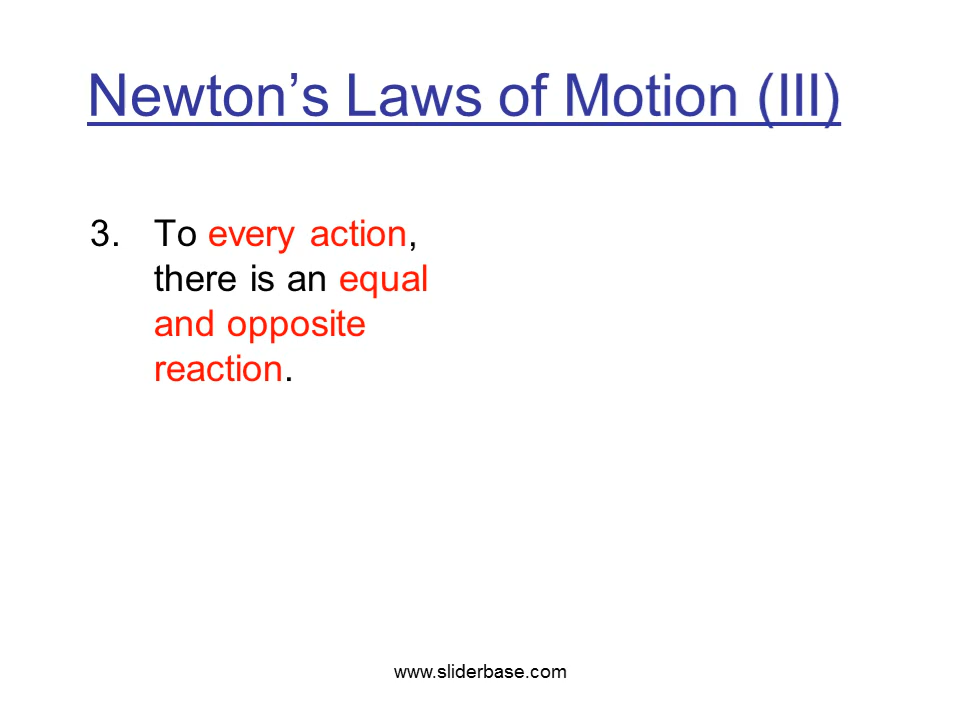 Newton’s Laws of Motion (III)
3. To every action,
there is an equal
and opposite
reaction.
www.sliderbase.com